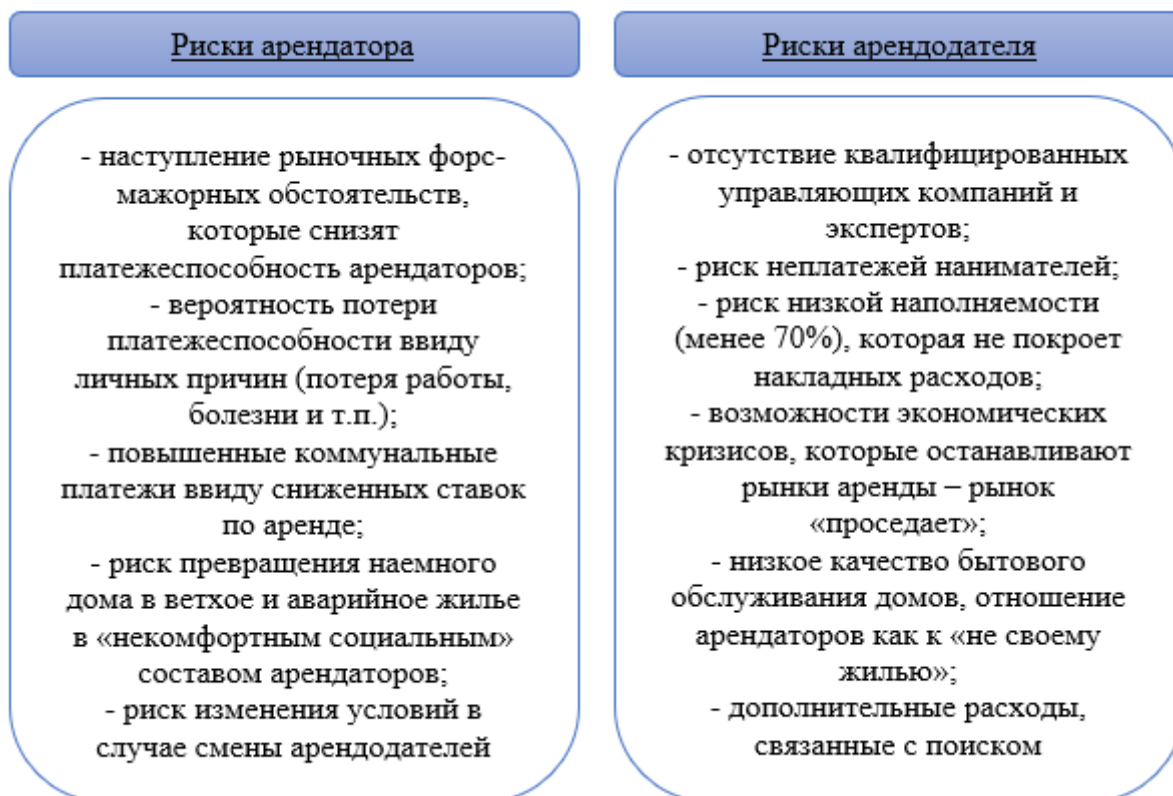 Риски арендатора
- наступление рыночных форс-
мажорных обстоятельств,
которые снизят
платежеспособность арендаторов;
- вероятность потери
платежеспособности ввиду
личных причин (потеря работы,
болезни и т.п.);
- повышенные коммунальные
платежи ввиду сниженных ставок
по аренде;
- риск превращения наемного
дома в ветхое и аварийное жилье
в «некомфортным социальным»
составом арендаторов;
- риск изменения условий в
случае смены арендодателей
Риски арендодателя
- отсутствие квалифицированных
управляющих компаний и
экспертов;
- риск неплатежей нанимателей;
- риск низкой наполняемости
(менее 70%), которая не покроет
накладных расходов;
- возможности экономических
кризисов, которые останавливают
рынки аренды – рынок
«проседает»;
- низкое качество бытового
обслуживания домов, отношение
арендаторов как к «не своему
жилью»;
- дополнительные расходы,
связанные с поиском